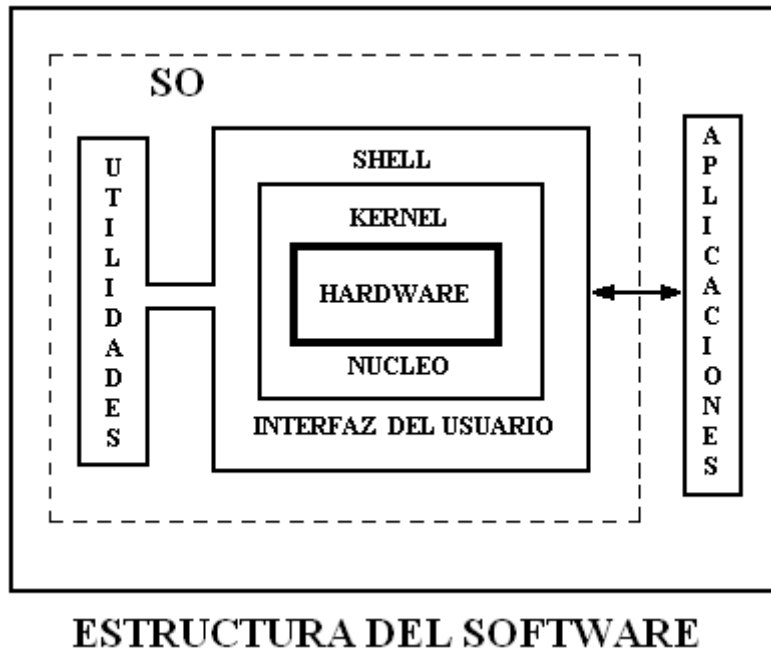 SO
UTILIDADES
SHELL
KERNEL
HARDWARE
NUCLEO
INTERFAZ DEL USUARIO
APLICACIONES
ESTRUCTURA DEL SOFTWARE